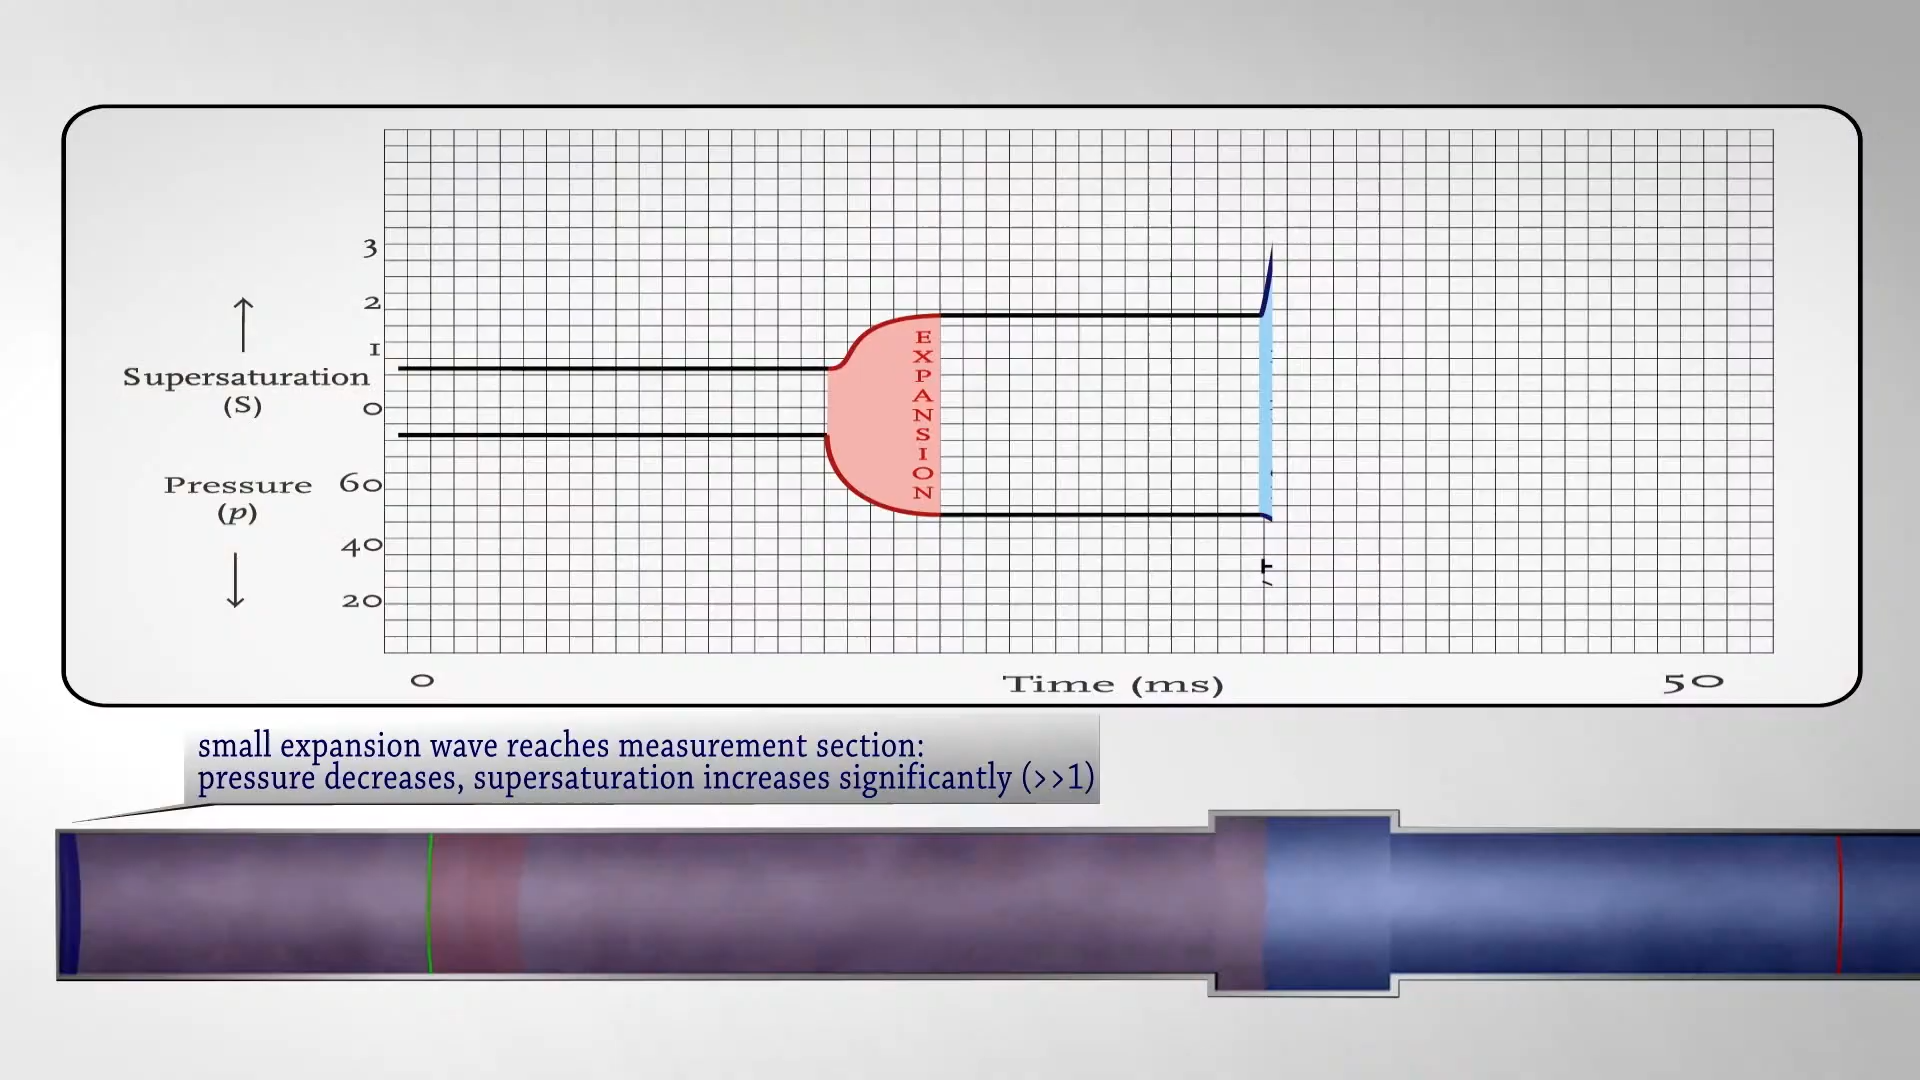 3
2
1
Supersaturation
(S)
0
Pressure
(p)
60
40
20
EXPANSION
0
Time (ms)
50
small expansion wave reaches measurement section:
pressure decreases, supersaturation increases significantly (>>1)